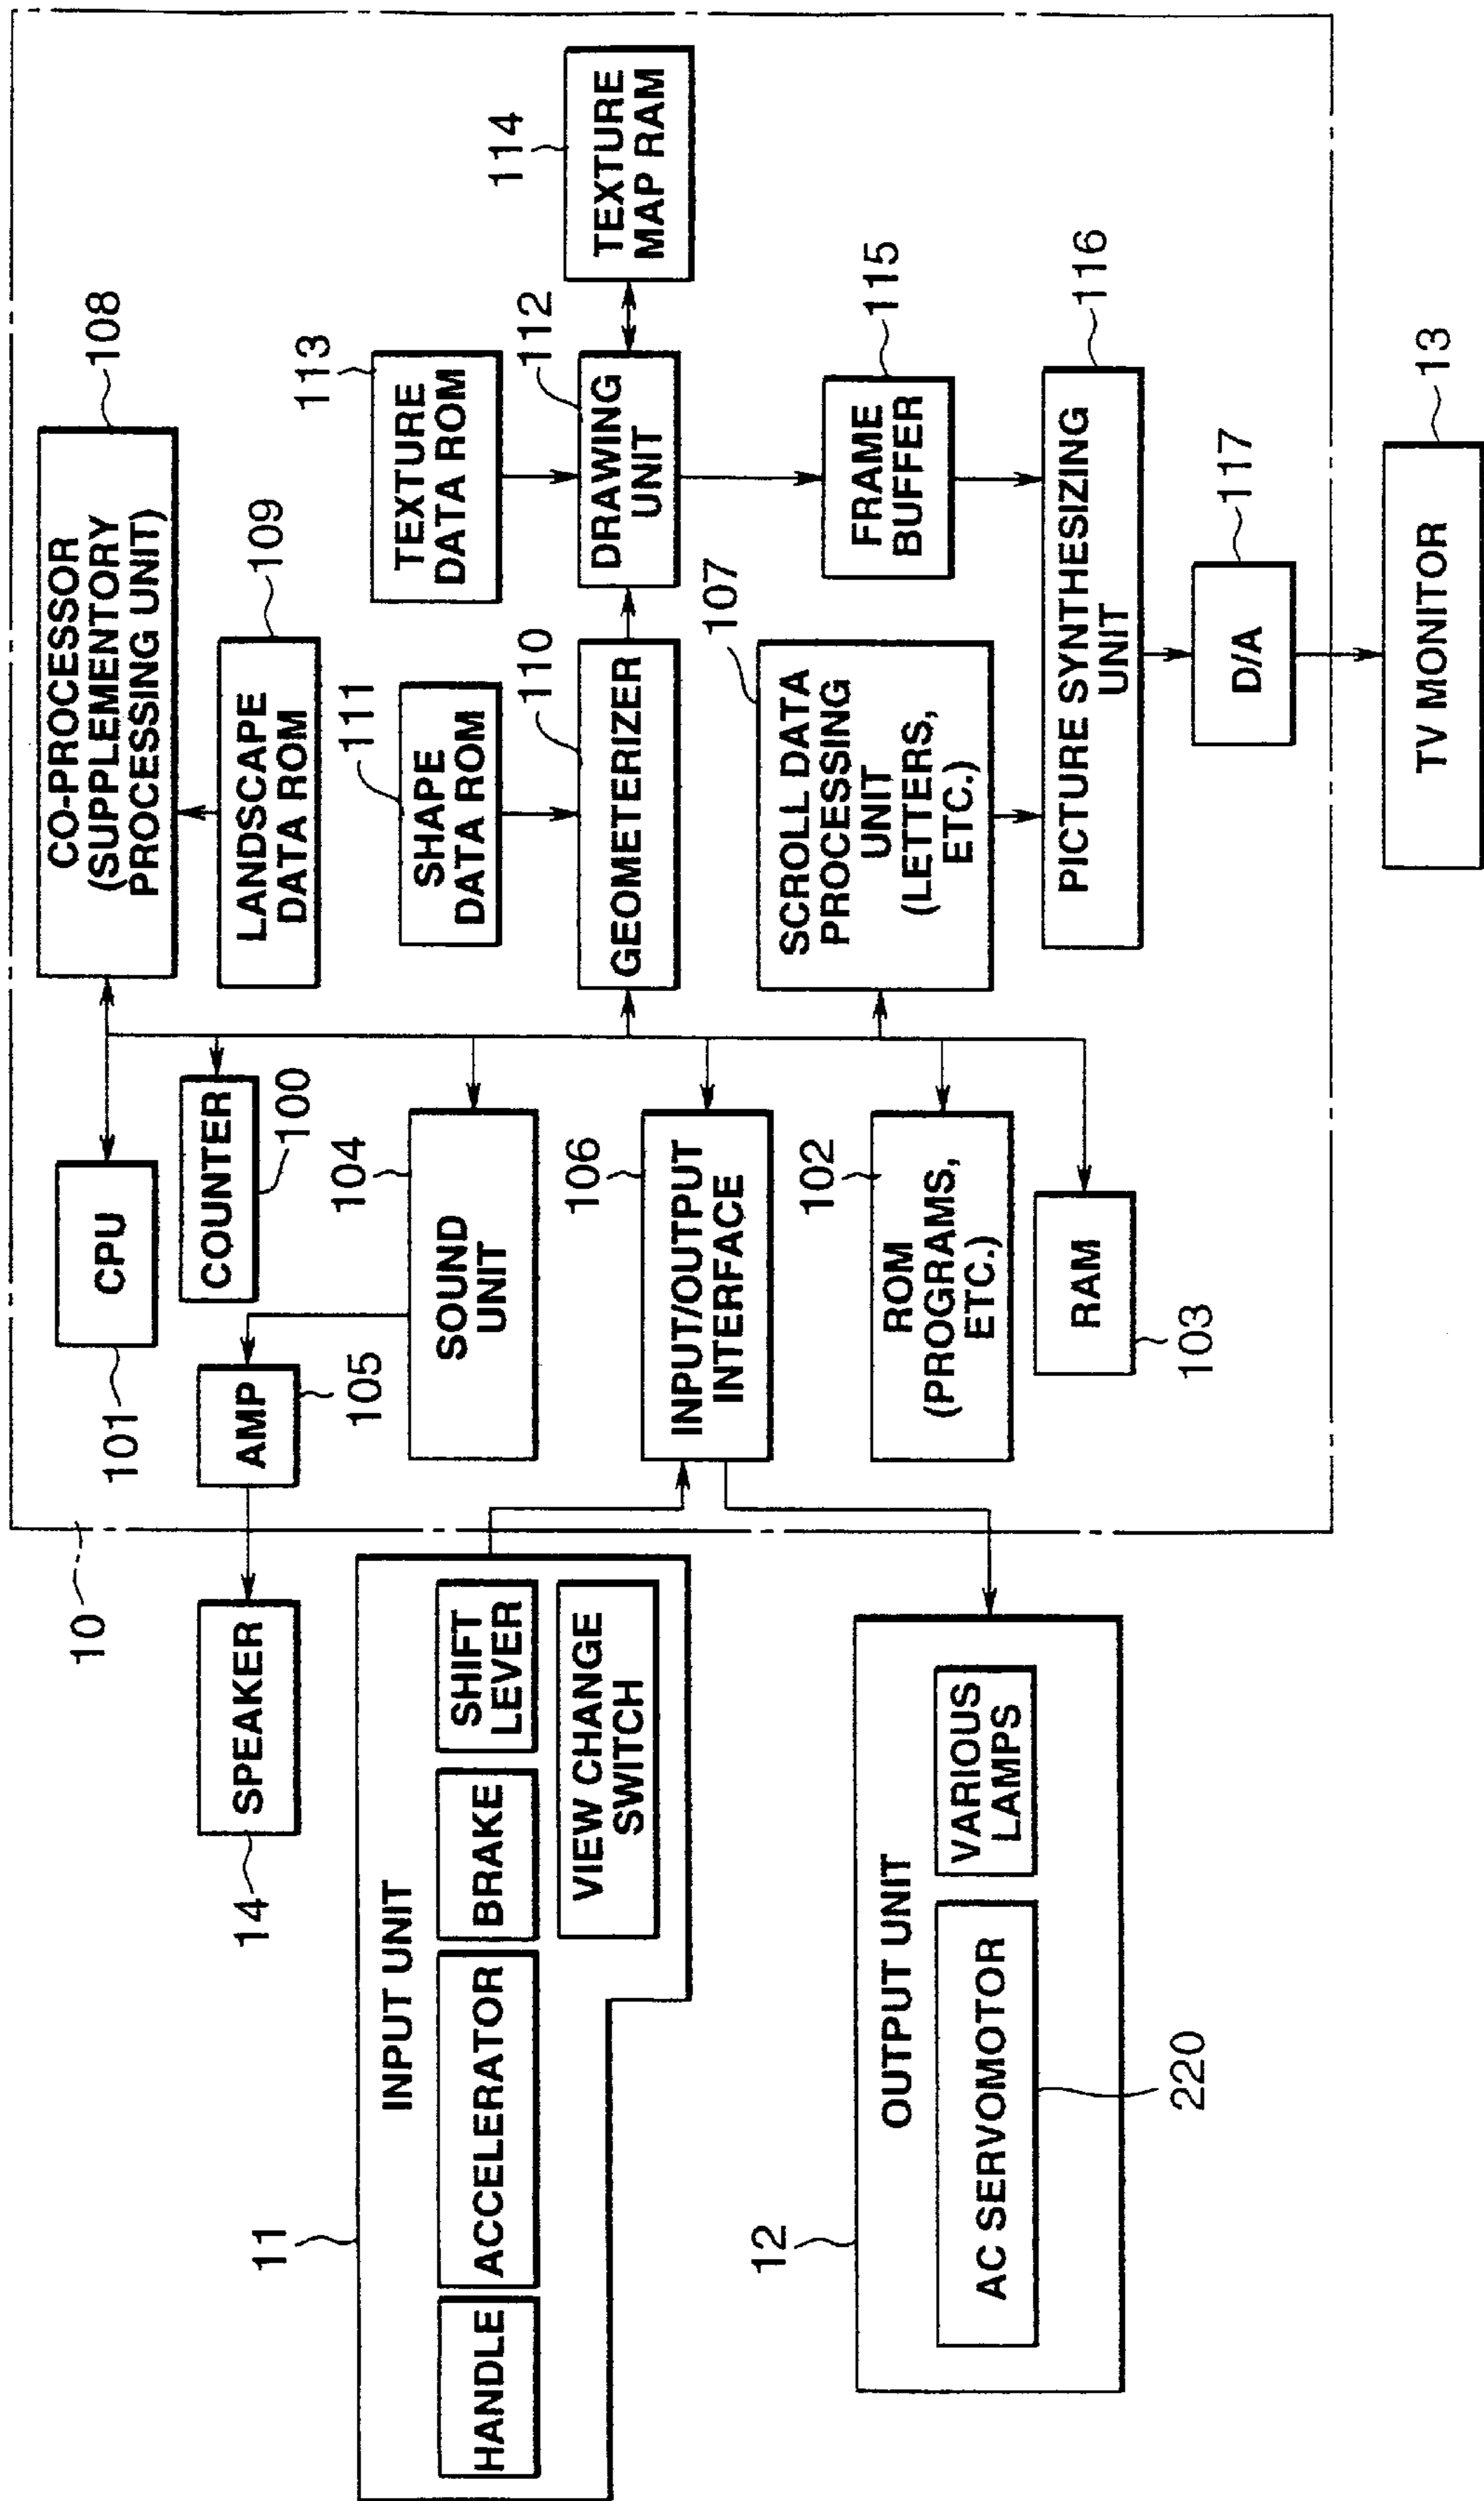 10
CPU
101
COUNTER
100
CO-PROCESSOR
(SUPPLEMENTORY
PROCESSING UNIT)
108
LANDSCAPE
DATA ROM
109
SPEAKER
14
AMP
105
SOUND
UNIT
104
SHAPE
DATA ROM
111
TEXTURE
DATA ROM
113
INPUT UNIT
11
HANDLE
ACCELERATOR
BRAKE
SHIFT
LEVER
VIEW CHANGE
SWITCH
INPUT/OUTPUT
INTERFACE
106
GEOMETERIZER
110
DRAWING
UNIT
112
TEXTURE
MAP RAM
114
OUTPUT UNIT
12
AC SERVOMOTOR
220
VARIOUS
LAMPS
ROM
(PROGRAMS,
ETC.)
102
RAM
103
SCROLL DATA
PROCESSING
UNIT
(LETTERS,
ETC.)
107
FRAME
BUFFER
115
PICTURE SYNTHESIZING
UNIT
116
D/A
117
TV MONITOR
13